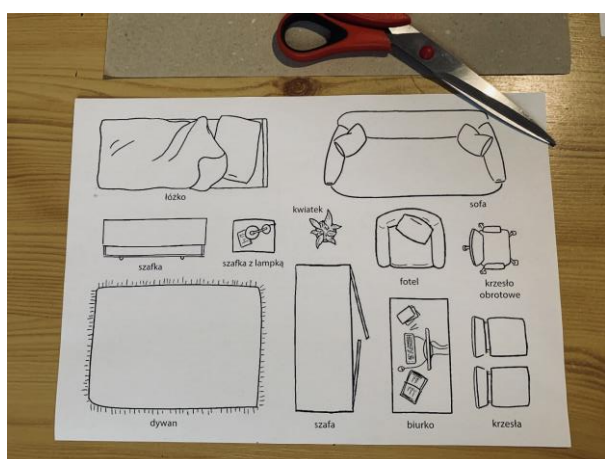 łóżko
sofa
kwiatek
szafka
szafka z lampką
fotel
krzesło
obrotowe
dywan
szafa
biurko
krzesła